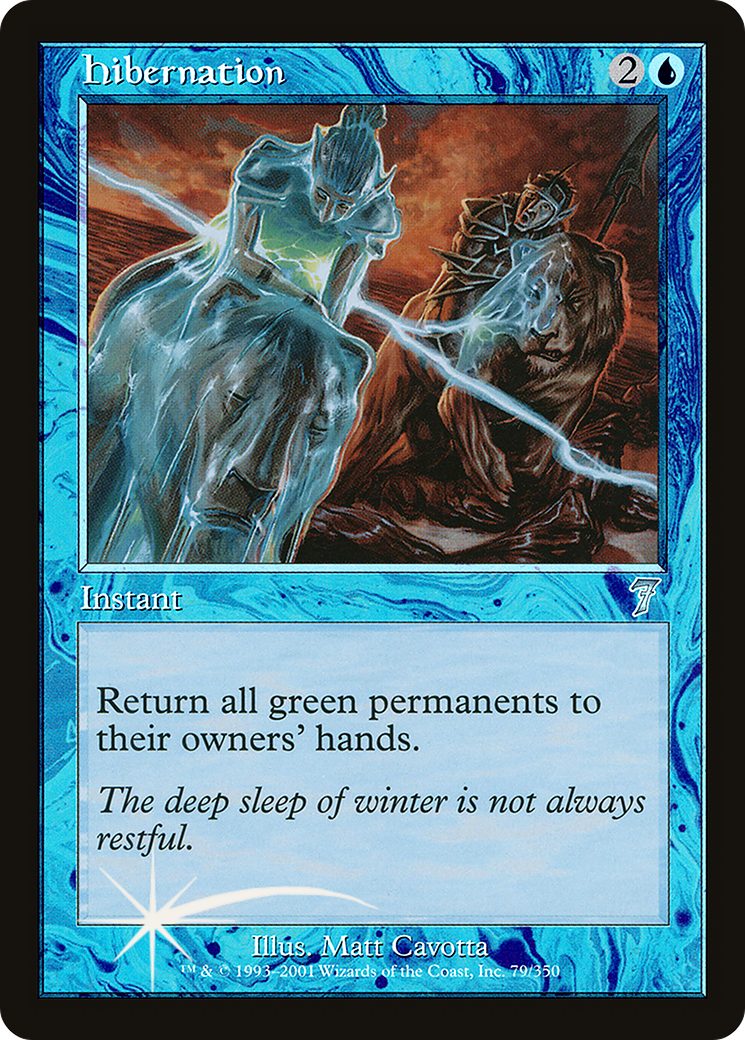 Hibernation
2
Instant
7
Return all green permanents to
their owners' hands.
The deep sleep of winter is not always
restful.
Illus. Matt Cavotta
™ & © 1993–2001 Wizards of the Coast, Inc. 79/350